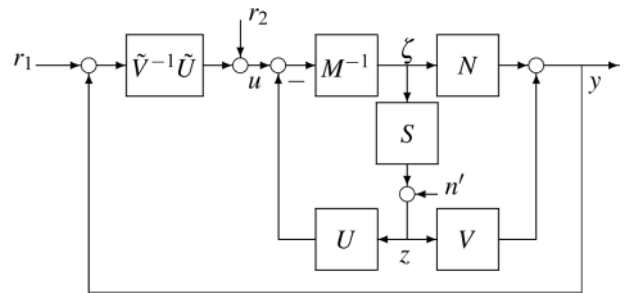 r₂
r₁ Ṽ⁻¹Ũ u − M⁻¹ ζ N y
S
n′
U z V